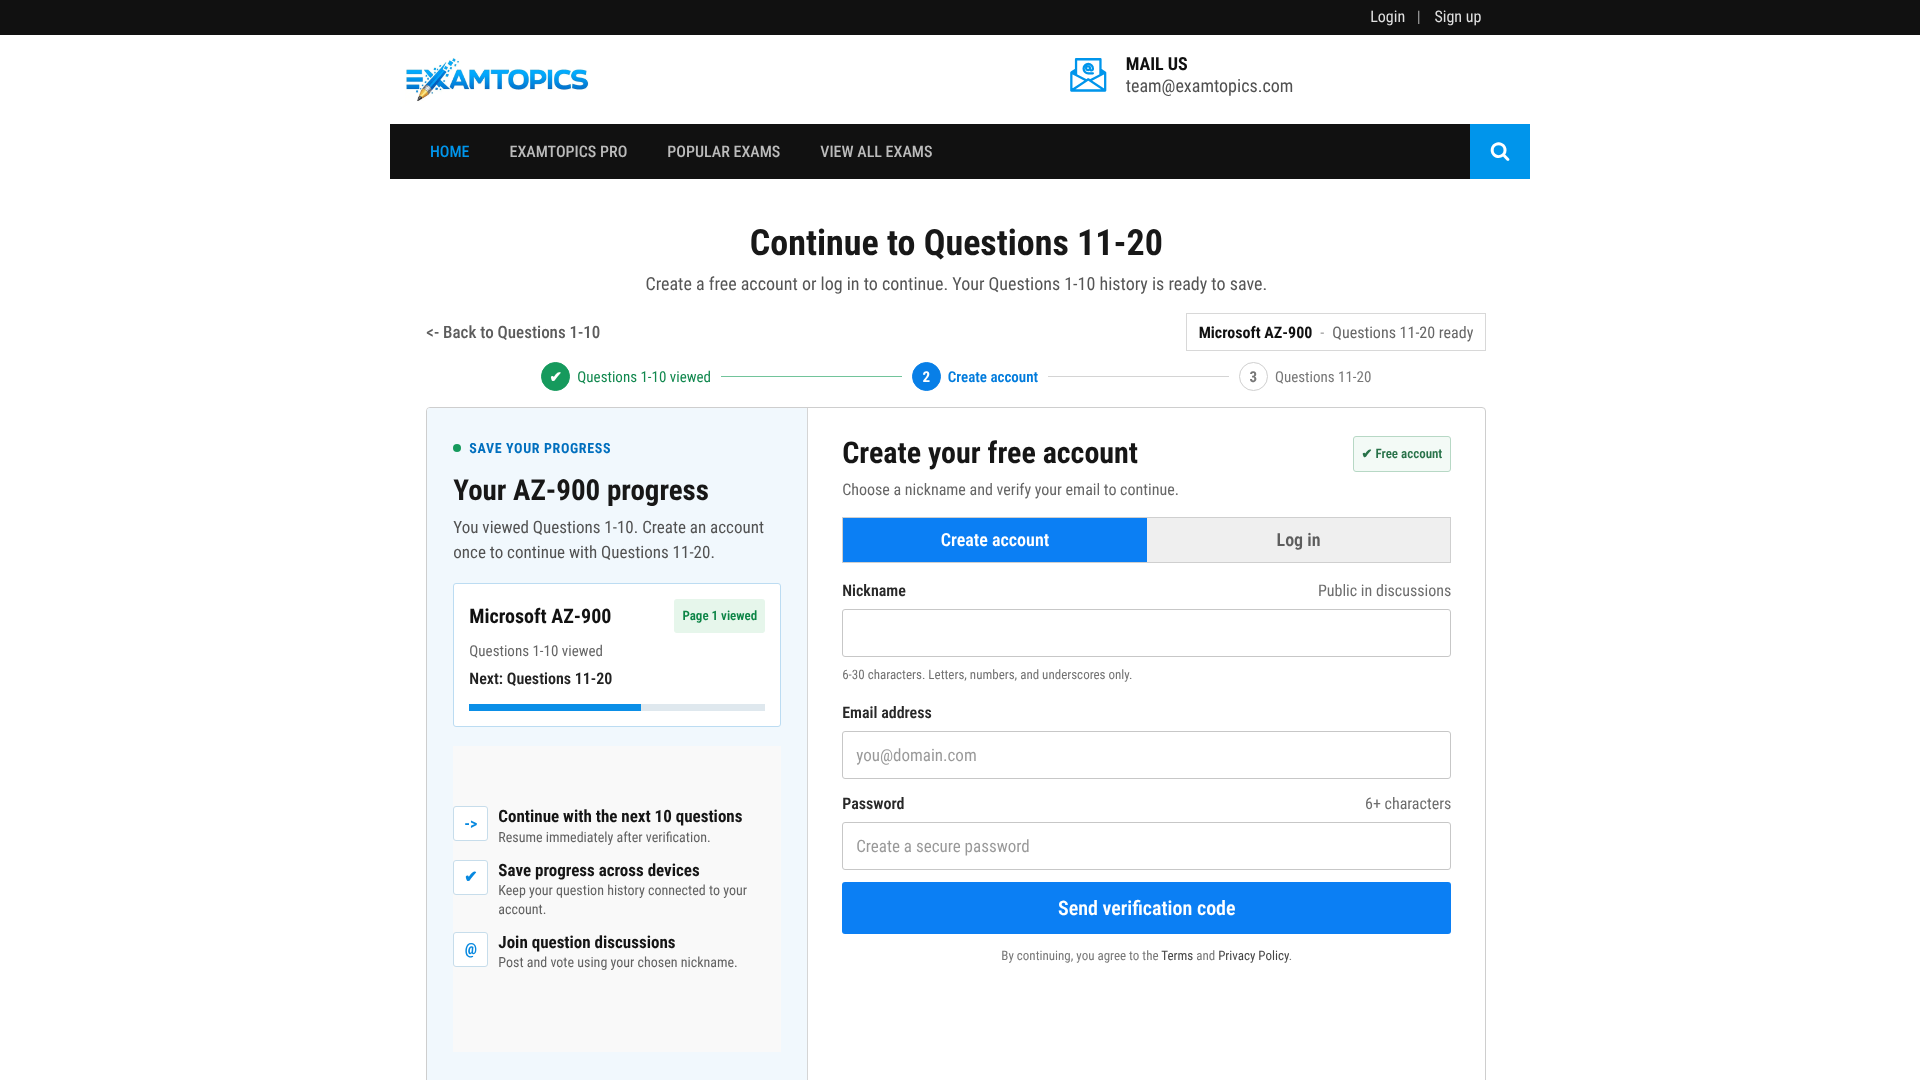 Login | Sign up
EXAMTOPICS
MAIL US
team@examtopics.com
HOME EXAMTOPICS PRO POPULAR EXAMS VIEW ALL EXAMS
Continue to Questions 11-20
Create a free account or log in to continue. Your Questions 1-10 history is ready to save.
<- Back to Questions 1-10
Microsoft AZ-900 - Questions 11-20 ready
✔ Questions 1-10 viewed
2 Create account
3 Questions 11-20
SAVE YOUR PROGRESS
Your AZ-900 progress
You viewed Questions 1-10. Create an account
once to continue with Questions 11-20.
Microsoft AZ-900
Page 1 viewed
Questions 1-10 viewed
Next: Questions 11-20
-> Continue with the next 10 questions
Resume immediately after verification.
✔ Save progress across devices
Keep your question history connected to your
account.
@ Join question discussions
Post and vote using your chosen nickname.
Create your free account
✔ Free account
Choose a nickname and verify your email to continue.
Create account
Log in
Nickname
Public in discussions
6-30 characters. Letters, numbers, and underscores only.
Email address
you@domain.com
Password
6+ characters
Create a secure password
Send verification code
By continuing, you agree to the Terms and Privacy Policy.